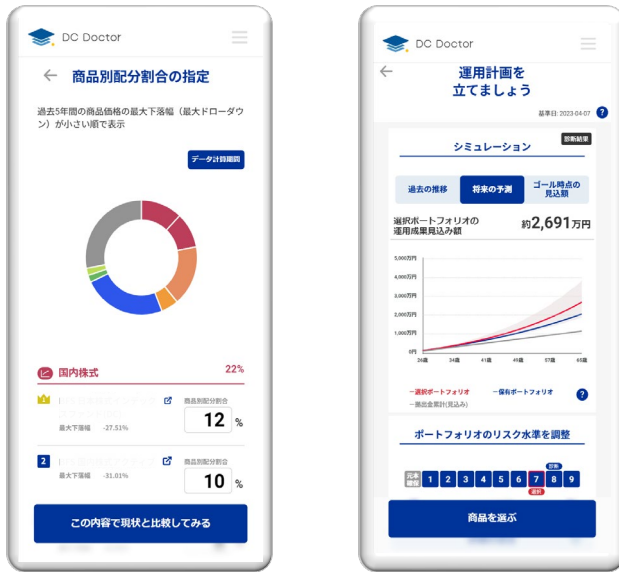 DC Doctor
← 商品別配分割合の指定
過去5年間の商品価格の最大下落幅（最大ドローダウ
ン）が小さい順で表示
データ計算期間
国内株式 22%
1
商品別配分割合
12 %
最大下落幅 -27.51%
2
商品別配分割合
10 %
最大下落幅 -31.01%
この内容で現状と比較してみる
DC Doctor
← 運用計画を
立てましょう
基準日: 2023-04-07 ?
診断結果
シミュレーション
過去の推移 将来の予測 ゴール時点の
見込額
選択ポートフォリオの
運用成果見込み額 約2,691万円
5,000万円
4,000万円
3,000万円
2,000万円
1,000万円
0円
26歳 34歳 41歳 49歳 57歳 65歳
ー選択ポートフォリオ ー保有ポートフォリオ ?
ー拠出金累計(見込み)
ポートフォリオのリスク水準を調整
診断
元本
確保 1 2 3 4 5 6 7 8 9
選択
商品を選ぶ